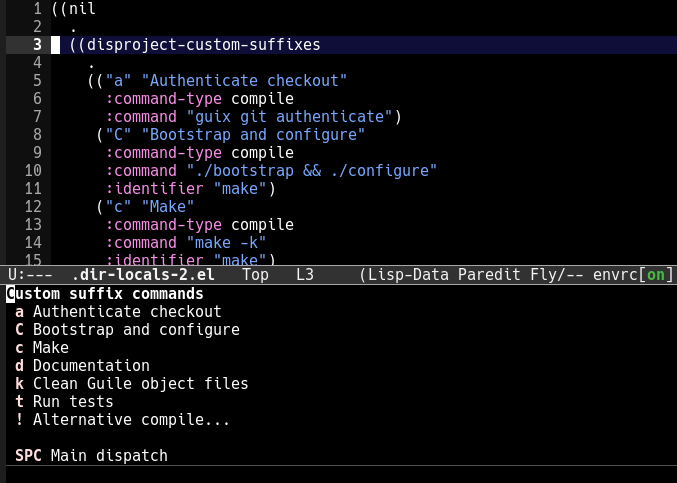 1 ((nil
2   .
3   ((disproject-custom-suffixes
4     .
5     (("a" "Authenticate checkout"
6       :command-type compile
7       :command "guix git authenticate")
8      ("C" "Bootstrap and configure"
9       :command-type compile
10       :command "./bootstrap && ./configure"
11       :identifier "make")
12      ("c" "Make"
13       :command-type compile
14       :command "make -k"
15       :identifier "make")
U:---  .dir-locals-2.el   Top   L3     (Lisp-Data Paredit Fly/-- envrc[on]
Custom suffix commands
a Authenticate checkout
C Bootstrap and configure
c Make
d Documentation
k Clean Guile object files
t Run tests
! Alternative compile...
SPC Main dispatch